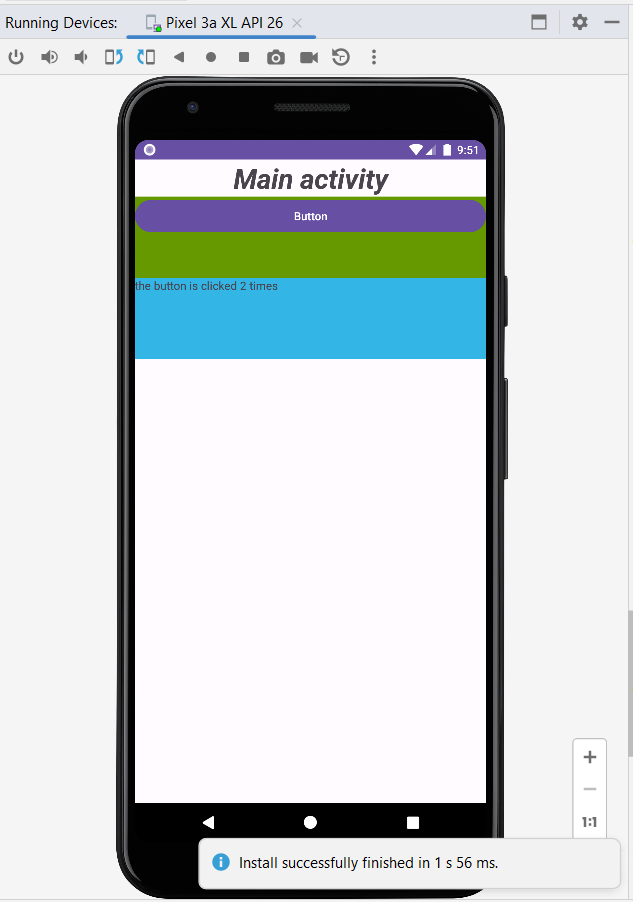 Running Devices:
Pixel 3a XL API 26
9:51
Main activity
Button
the button is clicked 2 times
1:1
Install successfully finished in 1 s 56 ms.